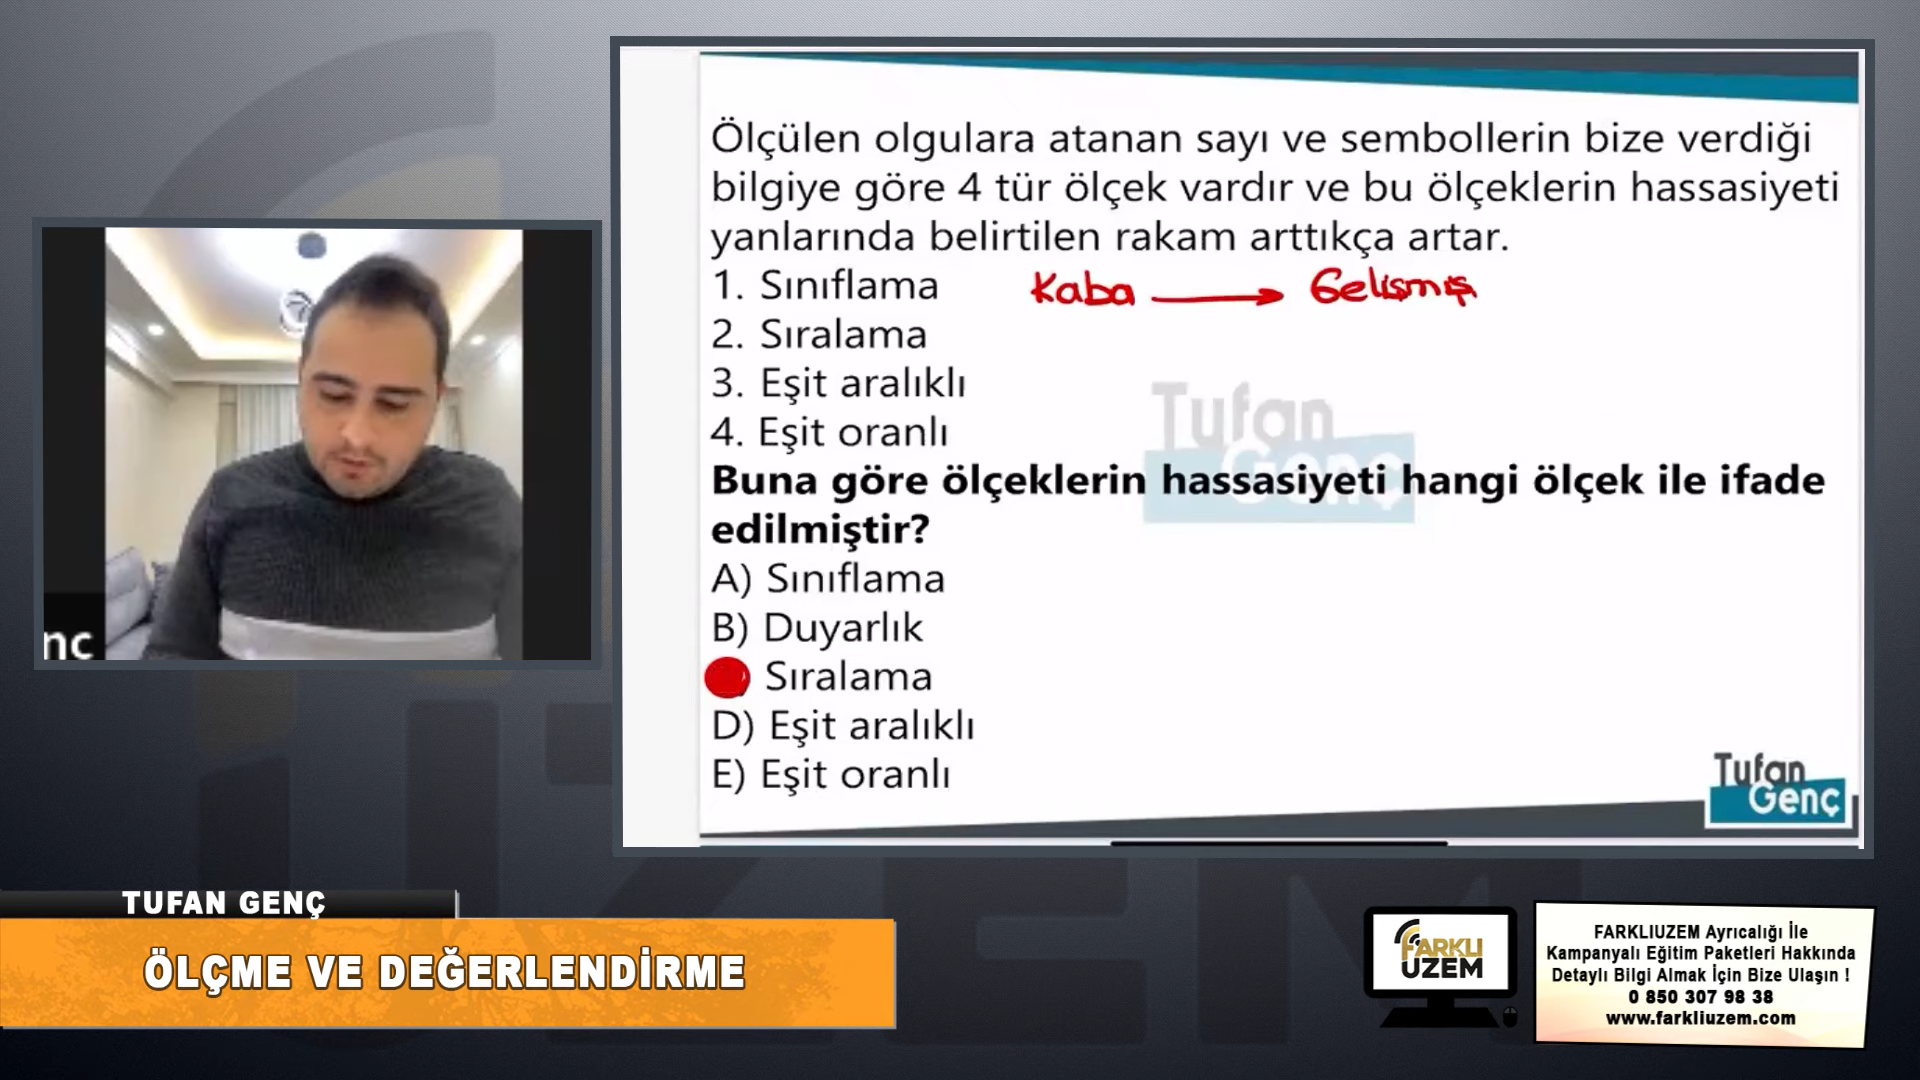 Ölçülen olgulara atanan sayı ve sembollerin bize verdiği
bilgiye göre 4 tür ölçek vardır ve bu ölçeklerin hassasiyeti
yanlarında belirtilen rakam arttıkça artar.
1. Sınıflama Kaba → Gelişmiş
2. Sıralama
3. Eşit aralıklı
4. Eşit oranlı
Tufan
Genç
Buna göre ölçeklerin hassasiyeti hangi ölçek ile ifade
edilmiştir?
A) Sınıflama
B) Duyarlık
Sıralama
D) Eşit aralıklı
E) Eşit oranlı
Tufan
Genç
nç
TUFAN GENÇ
ÖLÇME VE DEĞERLENDİRME
FARKLI
UZEM
FARKLIUZEM Ayrıcalığı İle
Kampanyalı Eğitim Paketleri Hakkında
Detaylı Bilgi Almak İçin Bize Ulaşın !
0 850 307 98 38
www.farkliuzem.com